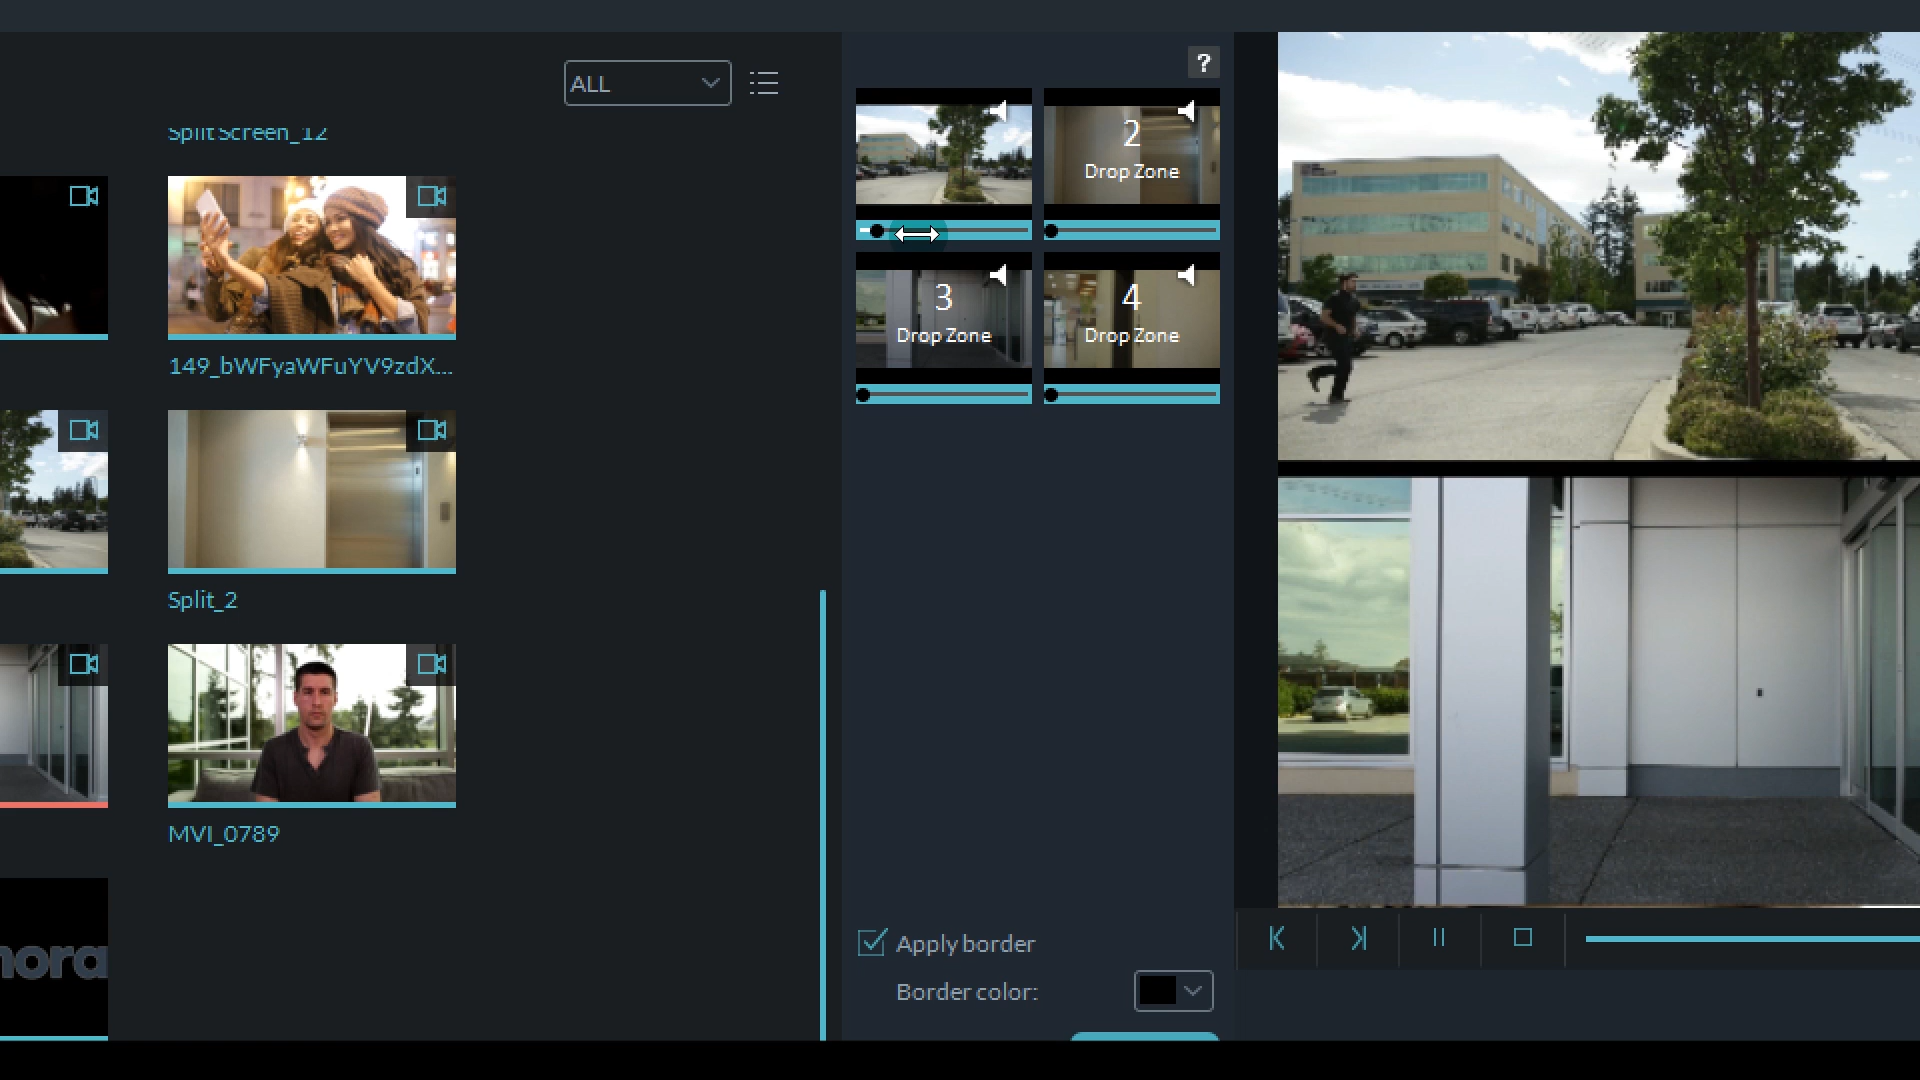 ALL
?
Split Screen_12
2
Drop Zone
149_bWFyaWFuYV9zdX...
3
Drop Zone
4
Drop Zone
Split_2
MVI_0789
nora
Apply border
Border color: